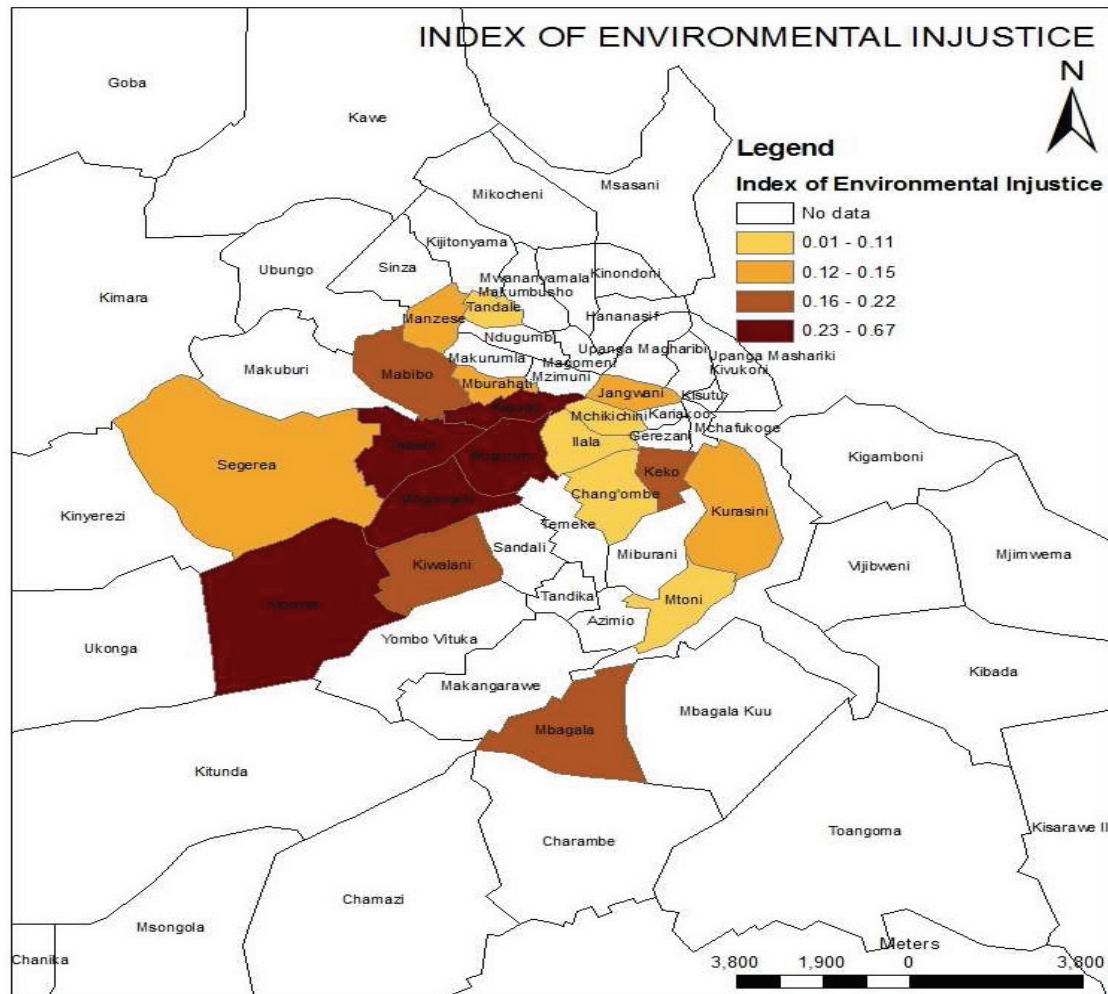 INDEX OF ENVIRONMENTAL INJUSTICE
N
Legend
Index of Environmental Injustice
No data
0.01 - 0.11
0.12 - 0.15
0.16 - 0.22
0.23 - 0.67
Goba
Kawe
Msasani
Mikocheni
Kijitonyama
Sinza
Ubungo
Kimara
Mwananyamala
Kinondoni
Makumbusho
Tandale
Manzese
Hananasif
Ndugumbi
Makurumla
Magomeni
Upanga Magharibi
Upanga Mashariki
Kivukoni
Makuburi
Mabibo
Mburahati
Mzimuni
Jangwani
Kisutu
Mchikichini
Kariakoo
Mchafukoge
Ilala
Gerezani
Kigogo
Tabata
Buguruni
Segerea
Keko
Kigamboni
Vingunguti
Chang'ombe
Kurasini
Kinyerezi
Temeke
Sandali
Miburani
Mjimwema
Kiwalani
Vijibweni
Tandika
Mtoni
Kipawa
Azimio
Ukonga
Yombo Vituka
Kibada
Makangarawe
Mbagala
Mbagala Kuu
Kitunda
Charambe
Toangoma
Kisarawe II
Chamazi
Msongola
Chanika
Meters
3,800 1,900 0 3,800